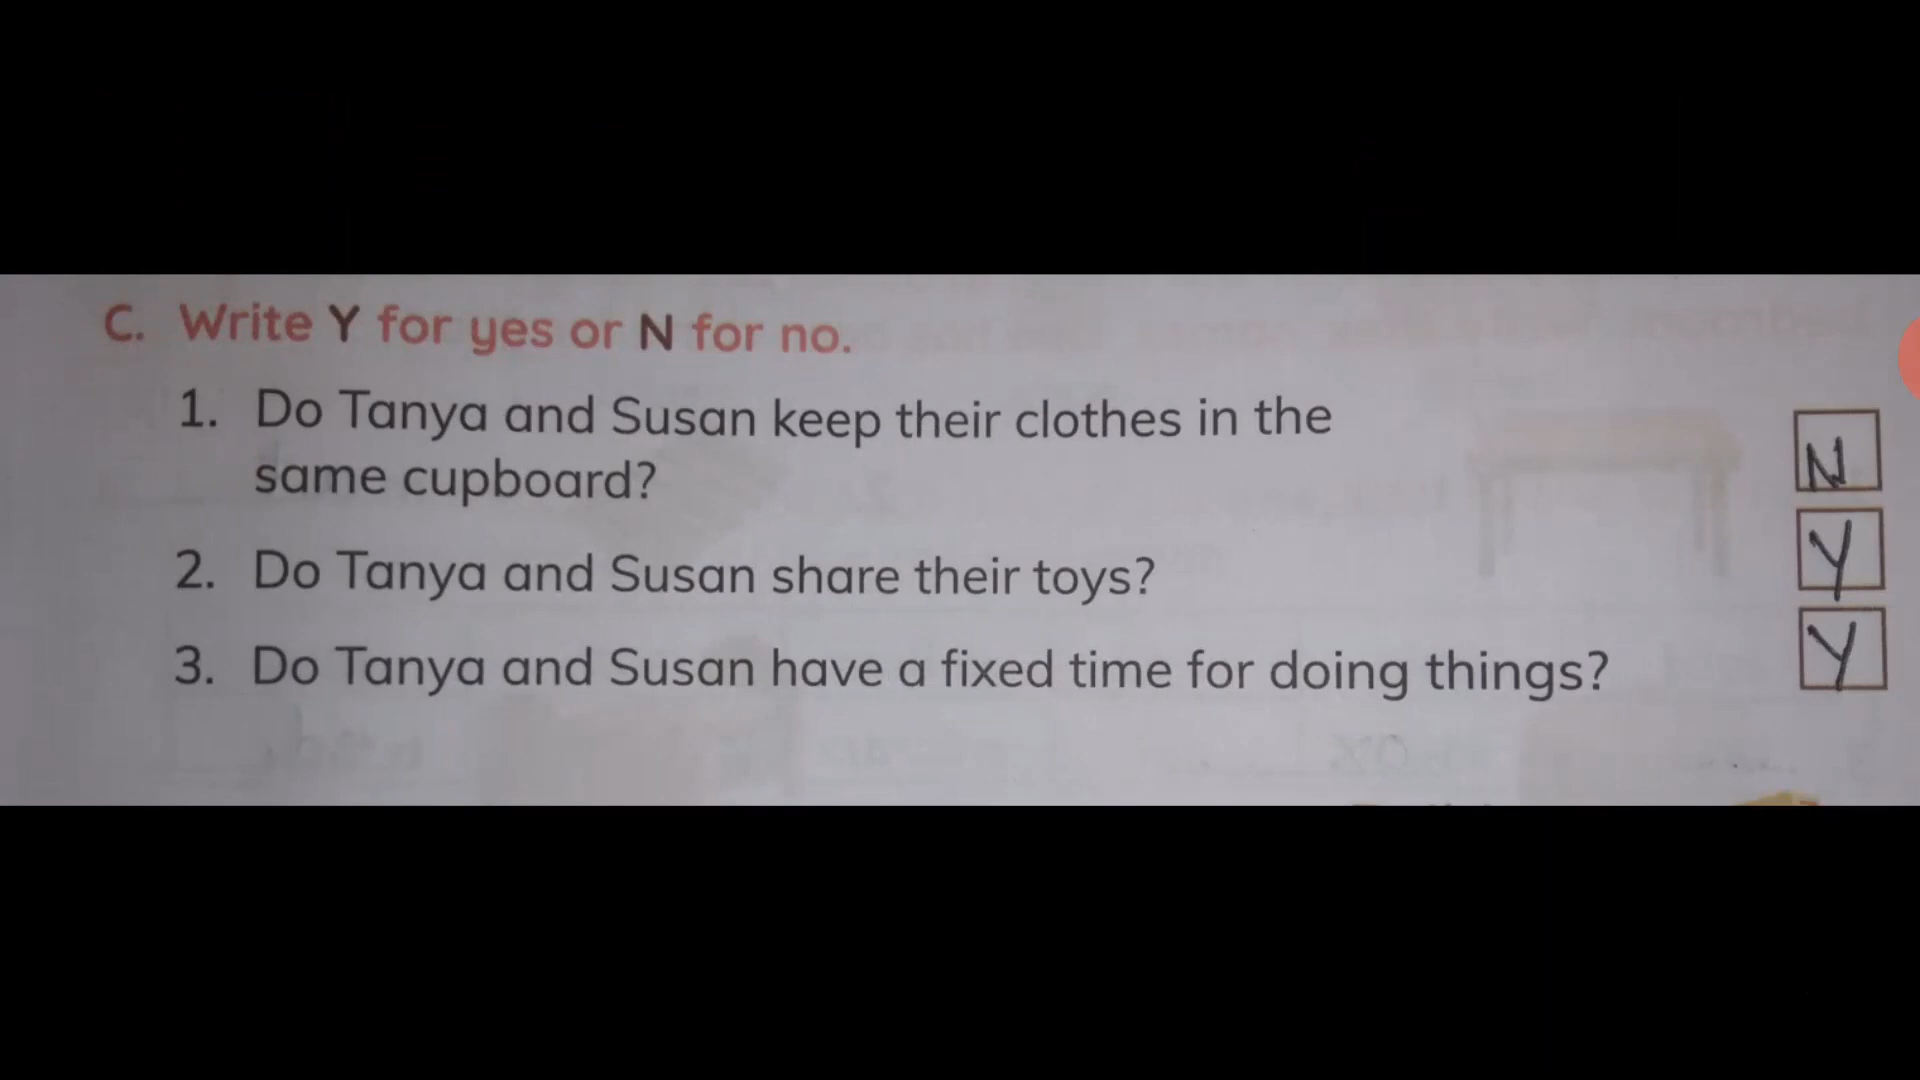 C. Write Y for yes or N for no.
1. Do Tanya and Susan keep their clothes in the
same cupboard?
N
2. Do Tanya and Susan share their toys?
Y
3. Do Tanya and Susan have a fixed time for doing things?
Y